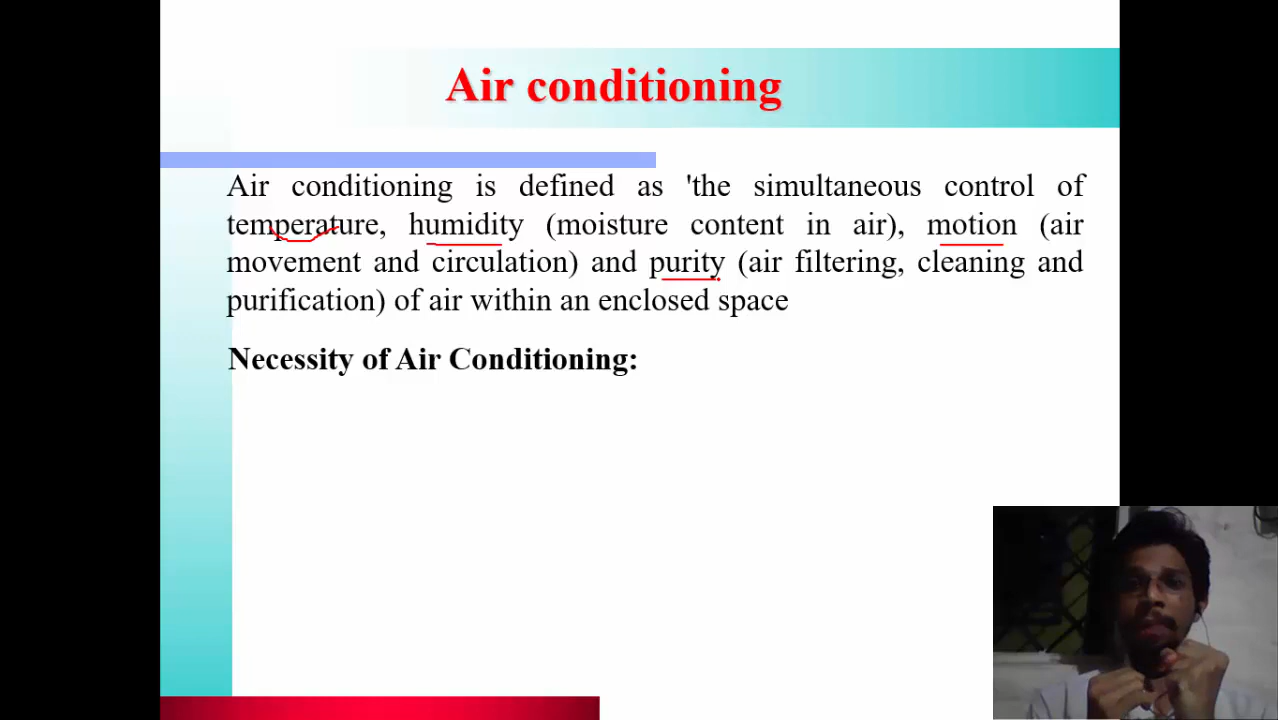 Air conditioning
Air conditioning is defined as 'the simultaneous control of
temperature, humidity (moisture content in air), motion (air
movement and circulation) and purity (air filtering, cleaning and
purification) of air within an enclosed space
Necessity of Air Conditioning: